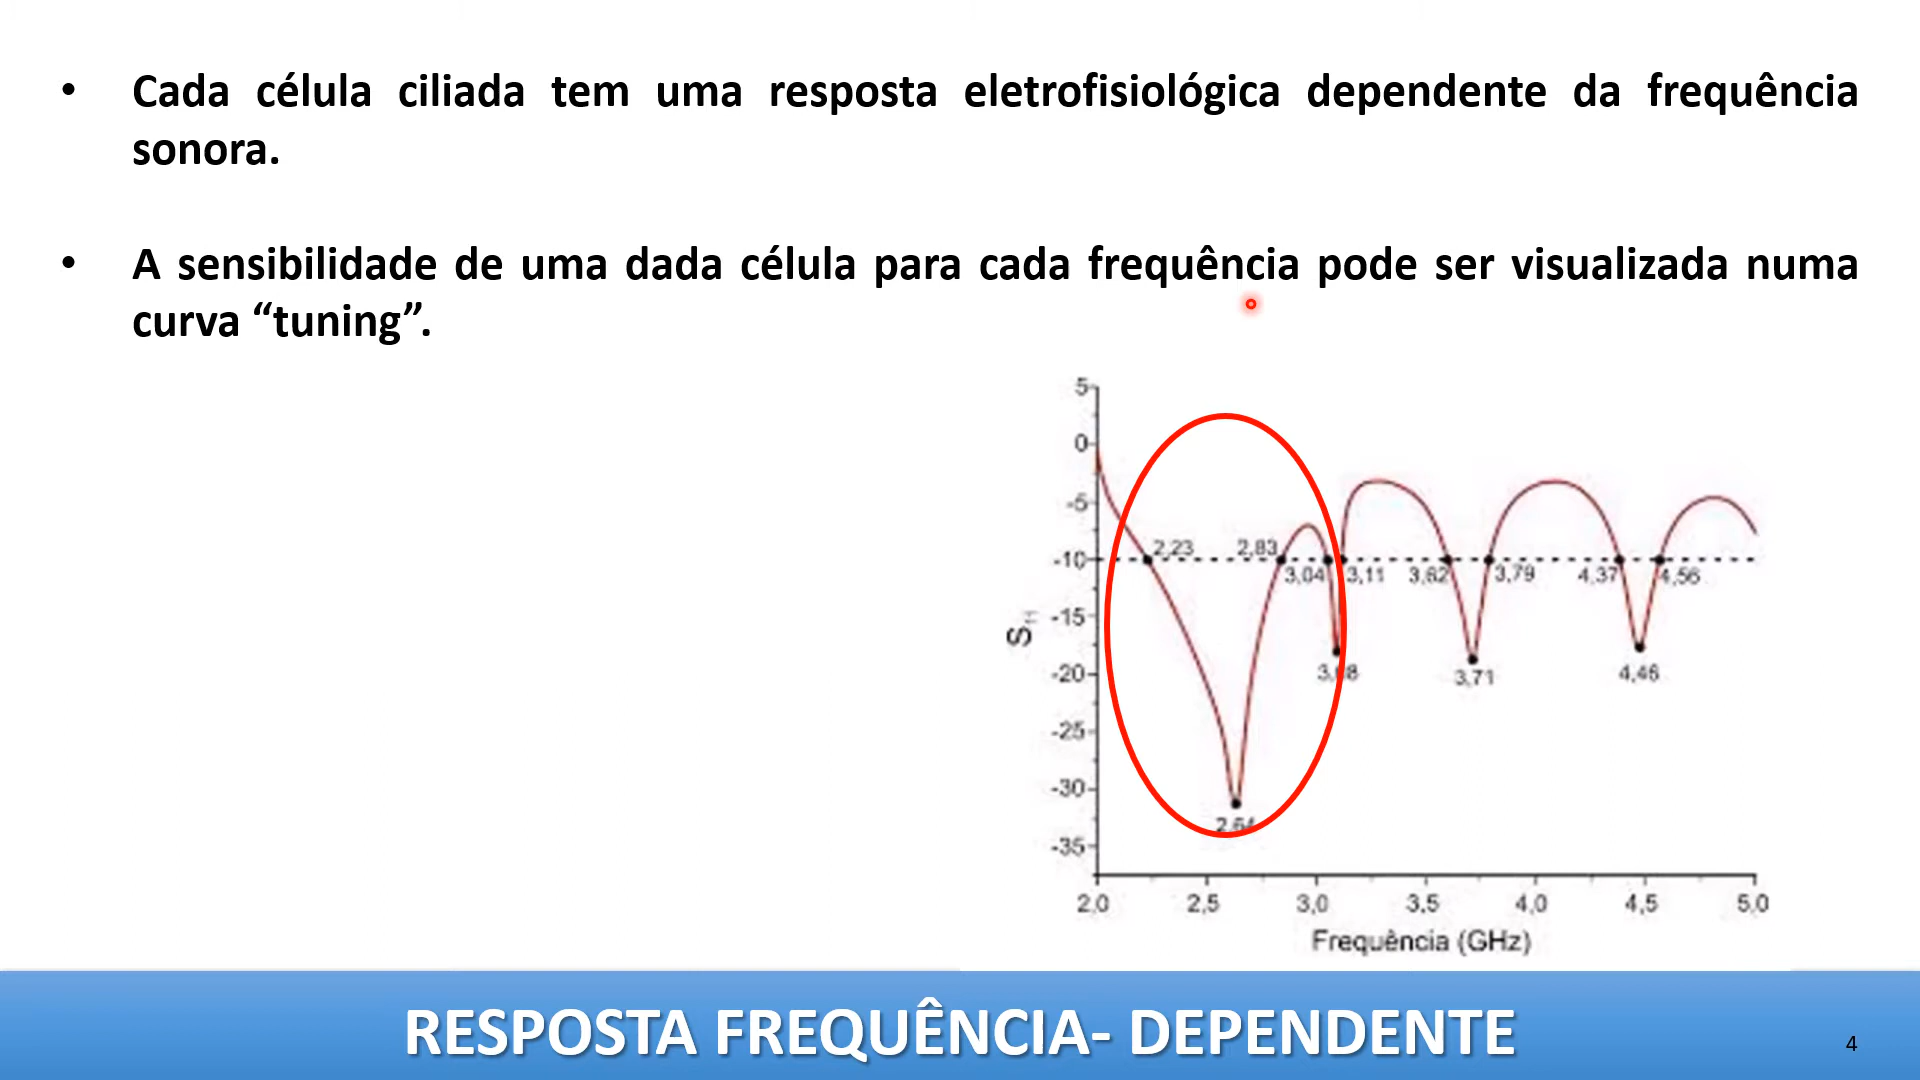 • Cada célula ciliada tem uma resposta eletrofisiológica dependente da frequência
sonora.
• A sensibilidade de uma dada célula para cada frequência pode ser visualizada numa
curva “tuning”.
5
0
-5
-10
-15
-20
-25
-30
-35
S11
2,23
2,83
3,04
3,11
3,62
3,79
4,37
4,56
3,08
3,71
4,46
2,64
2,0 2,5 3,0 3,5 4,0 4,5 5,0
Frequência (GHz)
RESPOSTA FREQUÊNCIA- DEPENDENTE
4